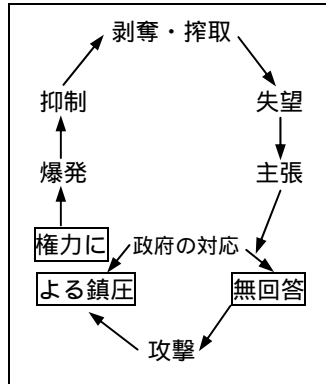 剥奪・搾取
抑制
失望
爆発
主張
権力に
よる鎮圧
政府の対応
無回答
攻撃